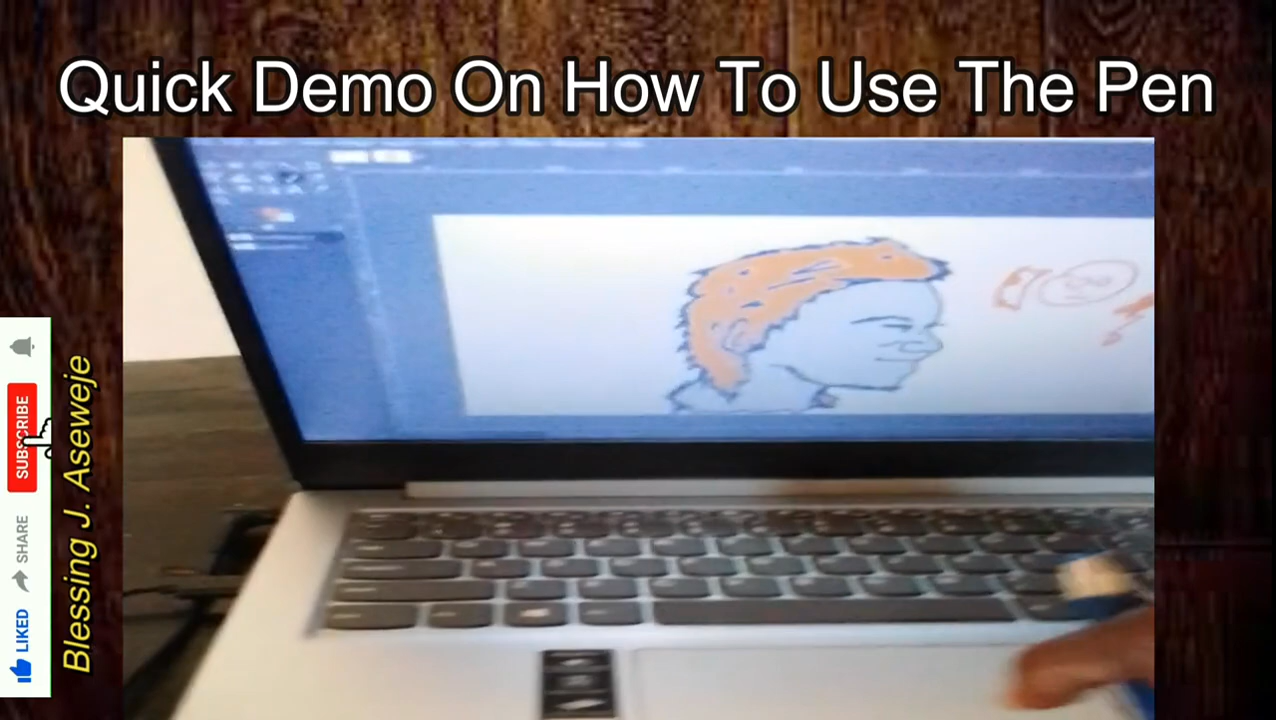 Quick Demo On How To Use The Pen
SUBSCRIBE
SHARE
LIKED
Blessing J. Aseweje